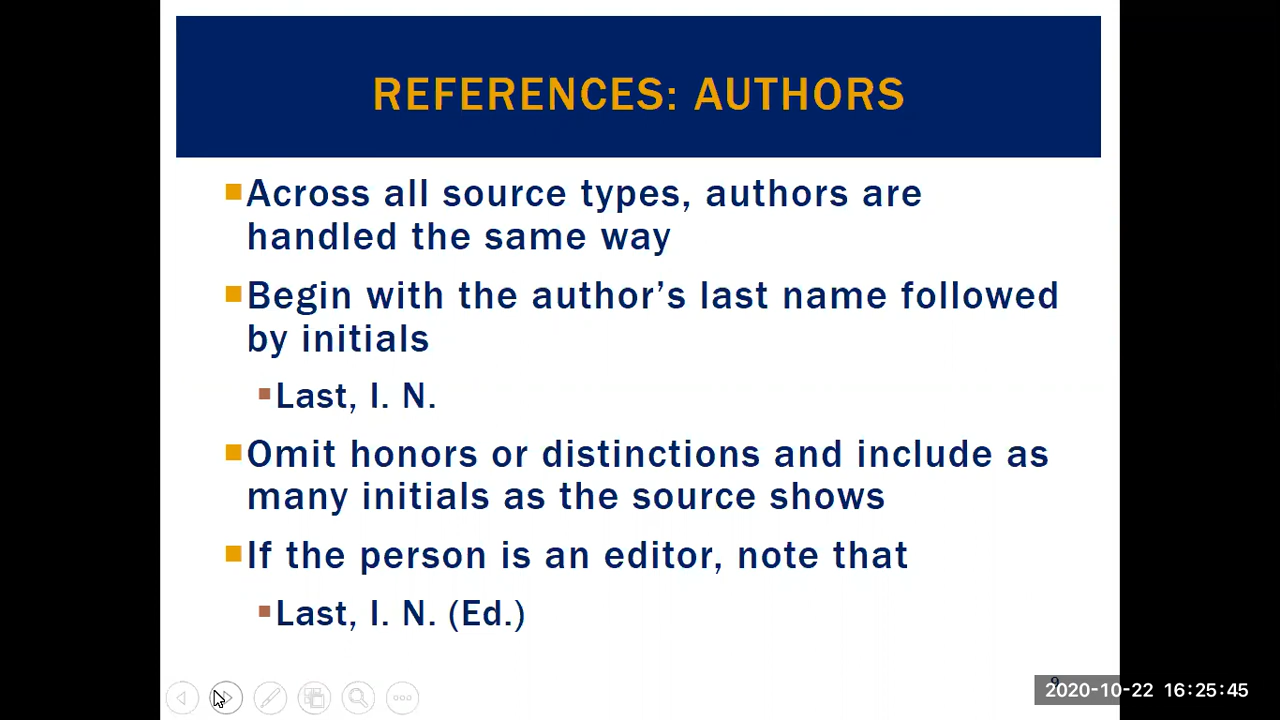 REFERENCES: AUTHORS
Across all source types, authors are
handled the same way
Begin with the author’s last name followed
by initials
Last, I. N.
Omit honors or distinctions and include as
many initials as the source shows
If the person is an editor, note that
Last, I. N. (Ed.)
9
2020-10-22 16:25:45